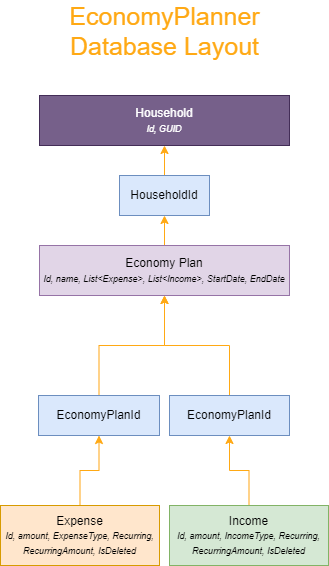 EconomyPlanner
Database Layout
Household
Id, GUID
HouseholdId
Economy Plan
Id, name, List<Expense>, List<Income>, StartDate, EndDate
EconomyPlanId
EconomyPlanId
Expense
Id, amount, ExpenseType, Recurring,
RecurringAmount, IsDeleted
Income
Id, amount, IncomeType, Recurring,
RecurringAmount, IsDeleted